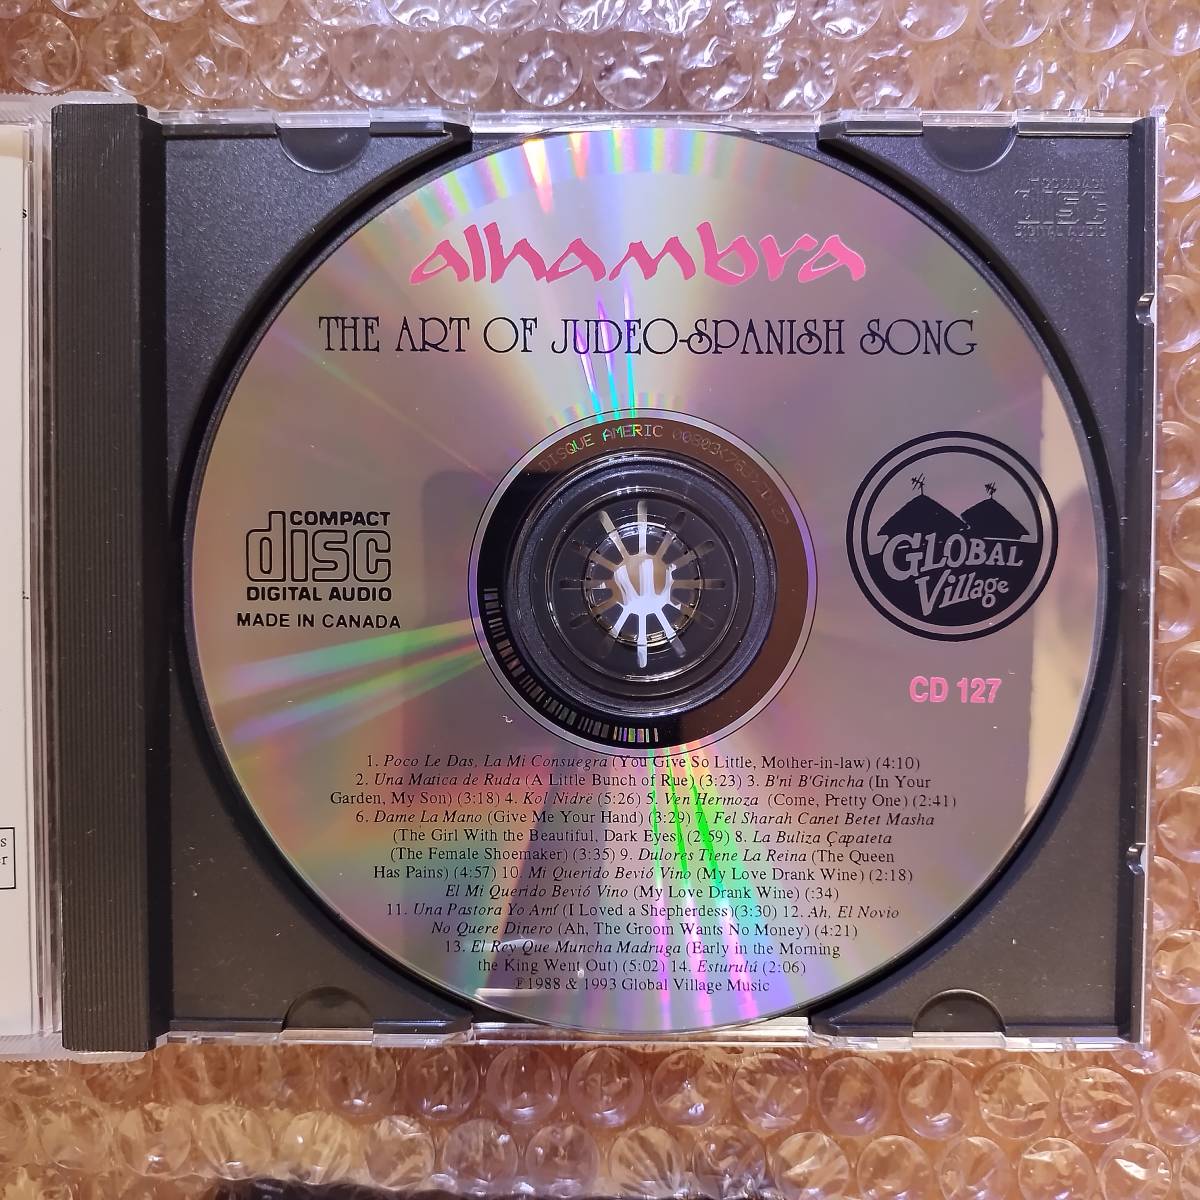 alhambra
THE ART OF JUDEO-SPANISH SONG
DISQUE AMERIC
COMPACT
disc
DIGITAL AUDIO
MADE IN CANADA
GLOBAL
Village
CD 127
1. Poco Le Das, La Mi Consuegra (You Give So Little, Mother-in-law) (4:10)
2. Una Matica de Ruda (A Little Bunch of Rue) (3:23) 3. B'ni B'Gincha (In Your
Garden, My Son) (3:18) 4. Kol Nidrë (5:26) 5. Ven Hermoza (Come, Pretty One) (2:41)
6. Dame La Mano (Give Me Your Hand) (3:29) 7. Fel Sharah Canet Betet Masha
(The Girl With the Beautiful, Dark Eyes) (2:59) 8. La Buliza Çapateta
(The Female Shoemaker) (3:35) 9. Dulores Tiene La Reina (The Queen
Has Pains) (4:57) 10. Mi Querido Bevió Vino (My Love Drank Wine) (2:18)
El Mi Querido Bevió Vino (My Love Drank Wine) (:34)
11. Una Pastora Yo Amí (I Loved a Shepherdess)(3:30) 12. Ah, El Novio
No Quere Dinero (Ah, The Groom Wants No Money) (4:21)
13. El Rey Que Muncha Madruga (Early in the Morning
the King Went Out) (5:02) 14. Esturulú (2:06)
℗1988 & 1993 Global Village Music
COMPACT
disc
DIGITAL AUDIO